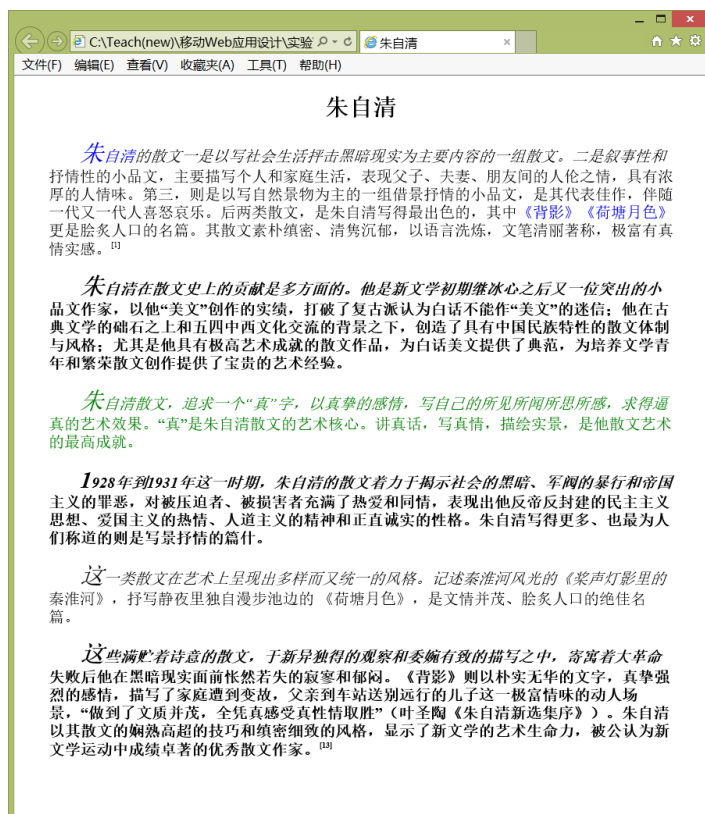 C:\Teach(new)\移动Web应用设计\实验
朱自清
文件(F) 编辑(E) 查看(V) 收藏夹(A) 工具(T) 帮助(H)
朱自清
朱自清的散文一是以写社会生活抨击黑暗现实为主要内容的一组散文。二是叙事性和
抒情性的小品文，主要描写个人和家庭生活，表现父子、夫妻、朋友间的人伦之情，具有浓
厚的人情味。第三，则是以写自然景物为主的一组借景抒情的小品文，是其代表佳作，伴随
一代又一代人喜怒哀乐。后两类散文，是朱自清写得最出色的，其中《背影》《荷塘月色》
更是脍炙人口的名篇。其散文素朴缜密、清隽沉郁，以语言洗炼，文笔清丽著称，极富有真
情实感。[1]
朱自清在散文史上的贡献是多方面的。他是新文学初期继冰心之后又一位突出的小
品文作家，以他“美文”创作的实绩，打破了复古派认为白话不能作“美文”的迷信；他在古
典文学的础石之上和五四中西文化交流的背景之下，创造了具有中国民族特性的散文体制
与风格；尤其是他具有极高艺术成就的散文作品，为白话美文提供了典范，为培养文学青
年和繁荣散文创作提供了宝贵的艺术经验。
朱自清散文，追求一个“真”字，以真挚的感情，写自己的所见所闻所思所感，求得逼
真的艺术效果。“真”是朱自清散文的艺术核心。讲真话，写真情，描绘实景，是他散文艺术
的最高成就。
1928年到1931年这一时期，朱自清的散文着力于揭示社会的黑暗、军阀的暴行和帝国
主义的罪恶，对被压迫者、被损害者充满了热爱和同情，表现出他反帝反封建的民主主义
思想、爱国主义的热情、人道主义的精神和正直诚实的性格。朱自清写得更多、也最为人
们称道的则是写景抒情的篇什。
这一类散文在艺术上呈现出多样而又统一的风格。记述秦淮河风光的《桨声灯影里的
秦淮河》，抒写静夜里独自漫步池边的 《荷塘月色》，是文情并茂、脍炙人口的绝佳名
篇。
这些满贮着诗意的散文，于新异独得的观察和委婉有致的描写之中，寄寓着大革命
失败后他在黑暗现实面前怅然若失的寂寥和郁闷。《背影》则以朴实无华的文字，真挚强
烈的感情，描写了家庭遭到变故，父亲到车站送别远行的儿子这一极富情味的动人场
景，“做到了文质并茂，全凭真感受真性情取胜”（叶圣陶《朱自清新选集序》）。朱自清
以其散文的娴熟高超的技巧和缜密细致的风格，显示了新文学的艺术生命力，被公认为新
文学运动中成绩卓著的优秀散文作家。[13]